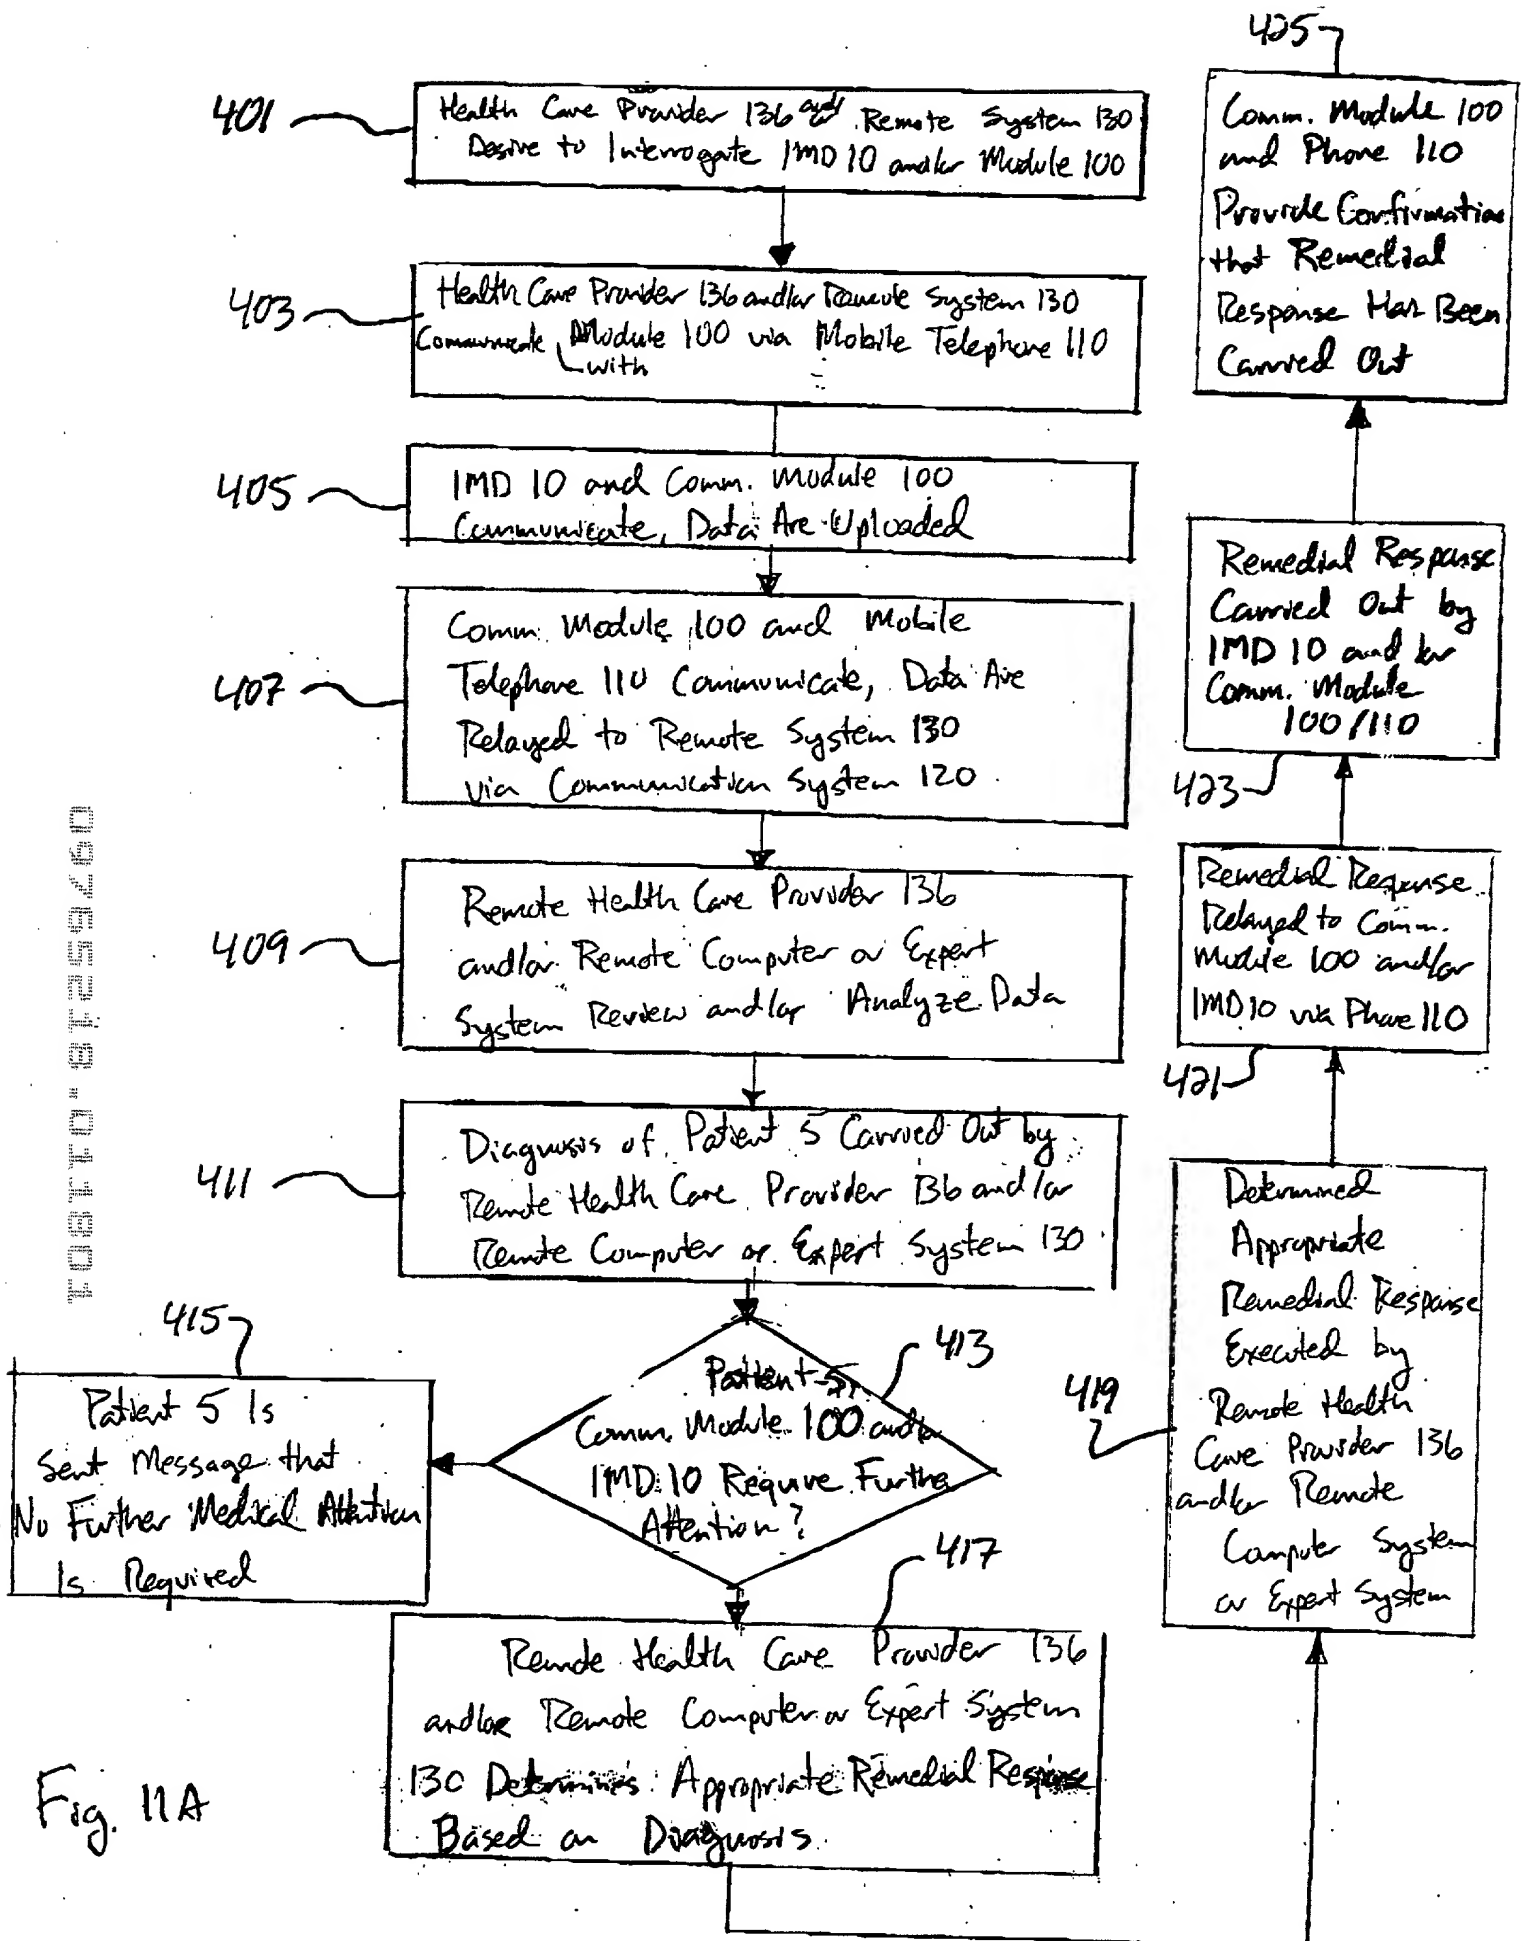 401
Health Care Provider 136 and/or Remote System 130
Desire to Interrogate IMD 10 and/or Module 100
403
Health Care Provider 136 and/or Remote System 130
Communicate with Module 100 via Mobile Telephone 110
405
IMD 10 and Comm. Module 100
Communicate, Data Are Uploaded
407
Comm. Module 100 and Mobile
Telephone 110 Communicate, Data Are
Relayed to Remote System 130
via Communication System 120
409
Remote Health Care Provider 136
and/or Remote Computer or Expert
System Review and/or Analyze Data
411
Diagnosis of Patient 5 Carried Out by
Remote Health Care Provider 136 and/or
Remote Computer or Expert System 130
413
Patient 5,
Comm. Module 100 and/or
IMD 10 Require Further
Attention?
415
Patient 5 Is
Sent Message that
No Further Medical Attention
Is Required
417
Remote Health Care Provider 136
and/or Remote Computer or Expert System
130 Determines Appropriate Remedial Response
Based on Diagnosis
419
Determined
Appropriate
Remedial Response
Executed by
Remote Health
Care Provider 136
and/or Remote
Computer System
or Expert System
421
Remedial Response
Relayed to Comm.
Module 100 and/or
IMD 10 via Phone 110
423
Remedial Response
Carried Out by
IMD 10 and/or
Comm. Module
100/110
425
Comm. Module 100
and Phone 110
Provide Confirmation
that Remedial
Response Has Been
Carried Out
Fig. 11A
09765218.011801